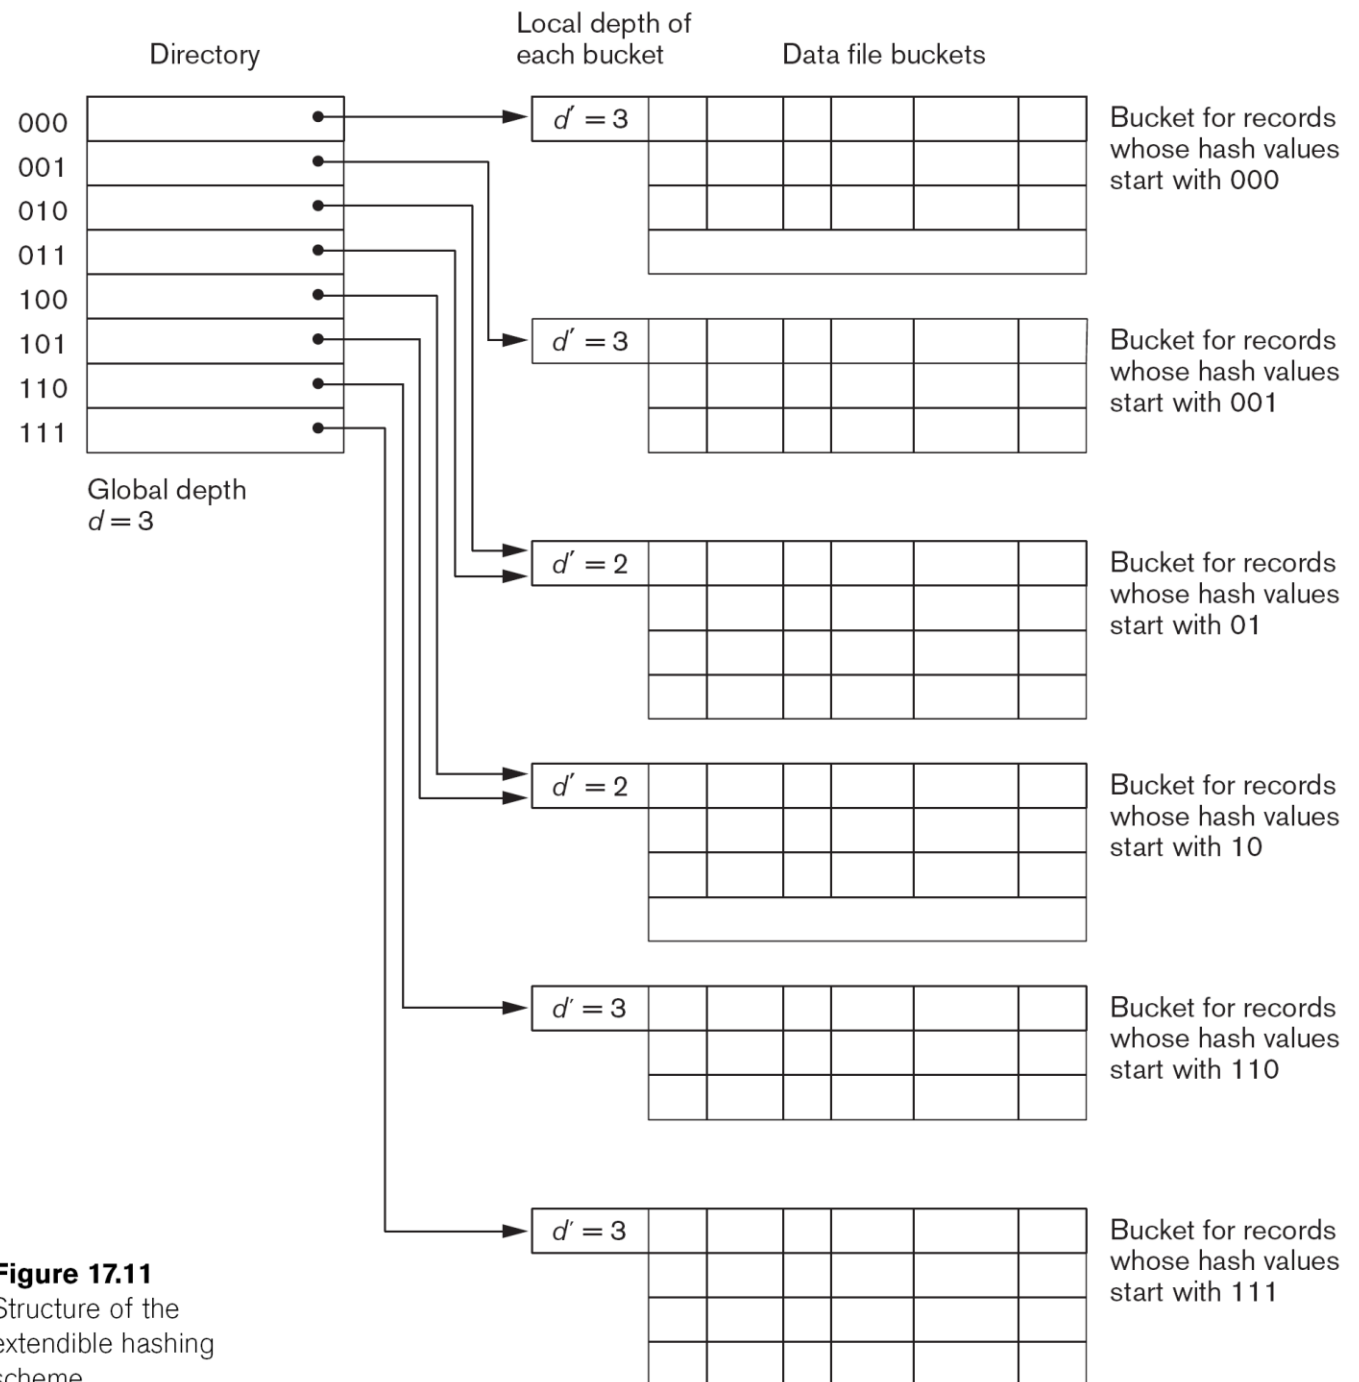 Directory
Local depth of
each bucket
Data file buckets
000
001
010
011
100
101
110
111
Global depth
d = 3
d′ = 3
Bucket for records
whose hash values
start with 000
d′ = 3
Bucket for records
whose hash values
start with 001
d′ = 2
Bucket for records
whose hash values
start with 01
d′ = 2
Bucket for records
whose hash values
start with 10
d′ = 3
Bucket for records
whose hash values
start with 110
d′ = 3
Bucket for records
whose hash values
start with 111
Figure 17.11
Structure of the
extendible hashing
scheme